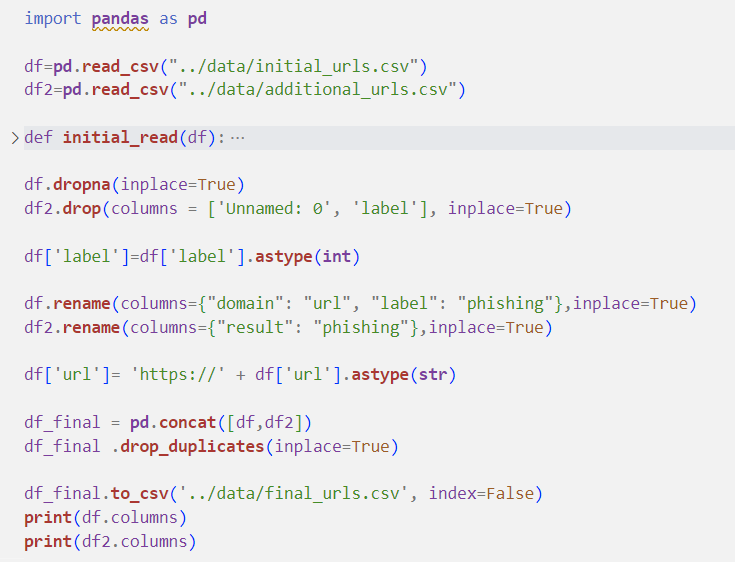 import pandas as pd
df=pd.read_csv("../data/initial_urls.csv")
df2=pd.read_csv("../data/additional_urls.csv")
def initial_read(df):···
df.dropna(inplace=True)
df2.drop(columns = ['Unnamed: 0', 'label'], inplace=True)
df['label']=df['label'].astype(int)
df.rename(columns={"domain": "url", "label": "phishing"},inplace=True)
df2.rename(columns={"result": "phishing"},inplace=True)
df['url']= 'https://' + df['url'].astype(str)
df_final = pd.concat([df,df2])
df_final .drop_duplicates(inplace=True)
df_final.to_csv('../data/final_urls.csv', index=False)
print(df.columns)
print(df2.columns)